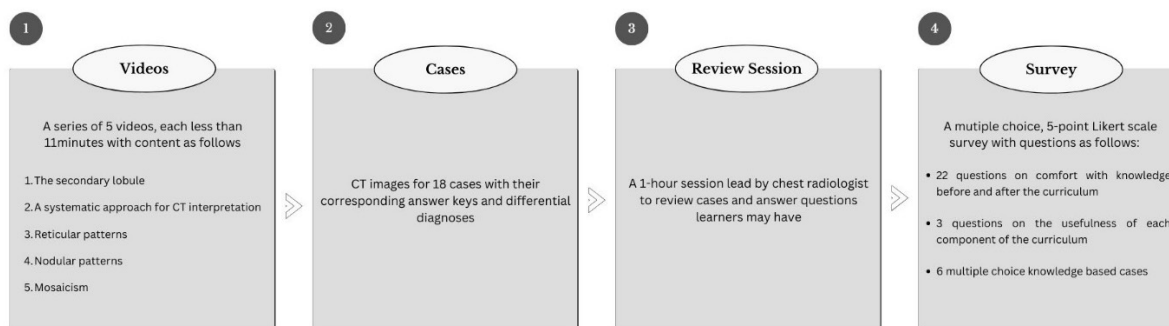 1
Videos
A series of 5 videos, each less than
11minutes with content as follows
1. The secondary lobule
2. A systematic approach for CT interpretation
3. Reticular patterns
4. Nodular patterns
5. Mosaicism
2
Cases
CT images for 18 cases with their
corresponding answer keys and differential
diagnoses
3
Review Session
A 1-hour session lead by chest radiologist
to review cases and answer questions
learners may have
4
Survey
A mutiple choice, 5-point Likert scale
survey with questions as follows:
• 22 questions on comfort with knowledge
before and after the curriculum
• 3 questions on the usefulness of each
component of the curriculum
• 6 multiple choice knowledge based cases